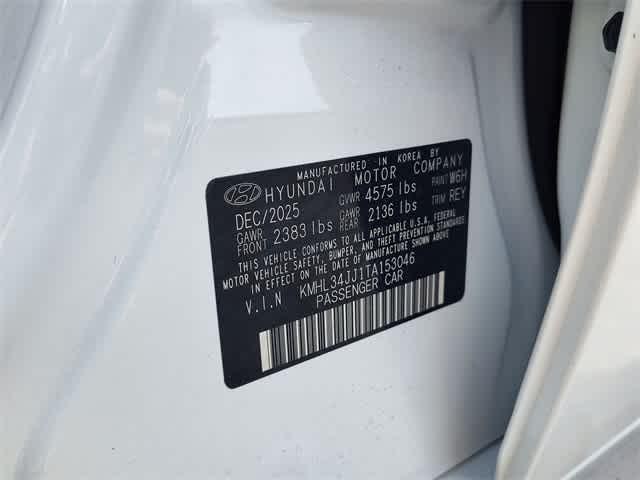 MANUFACTURED IN KOREA BY
HYUNDAI MOTOR COMPANY
DEC/2025 GVWR 4575 lbs PAINT W6H
GAWR FRONT 2383 lbs GAWR REAR 2136 lbs TRIM REY
THIS VEHICLE CONFORMS TO ALL APPLICABLE U.S.A. FEDERAL
MOTOR VEHICLE SAFETY, BUMPER, AND THEFT PREVENTION STANDARDS
IN EFFECT ON THE DATE OF MANUFACTURE SHOWN ABOVE.
V.I.N KMHL34JJ1TA153046
PASSENGER CAR